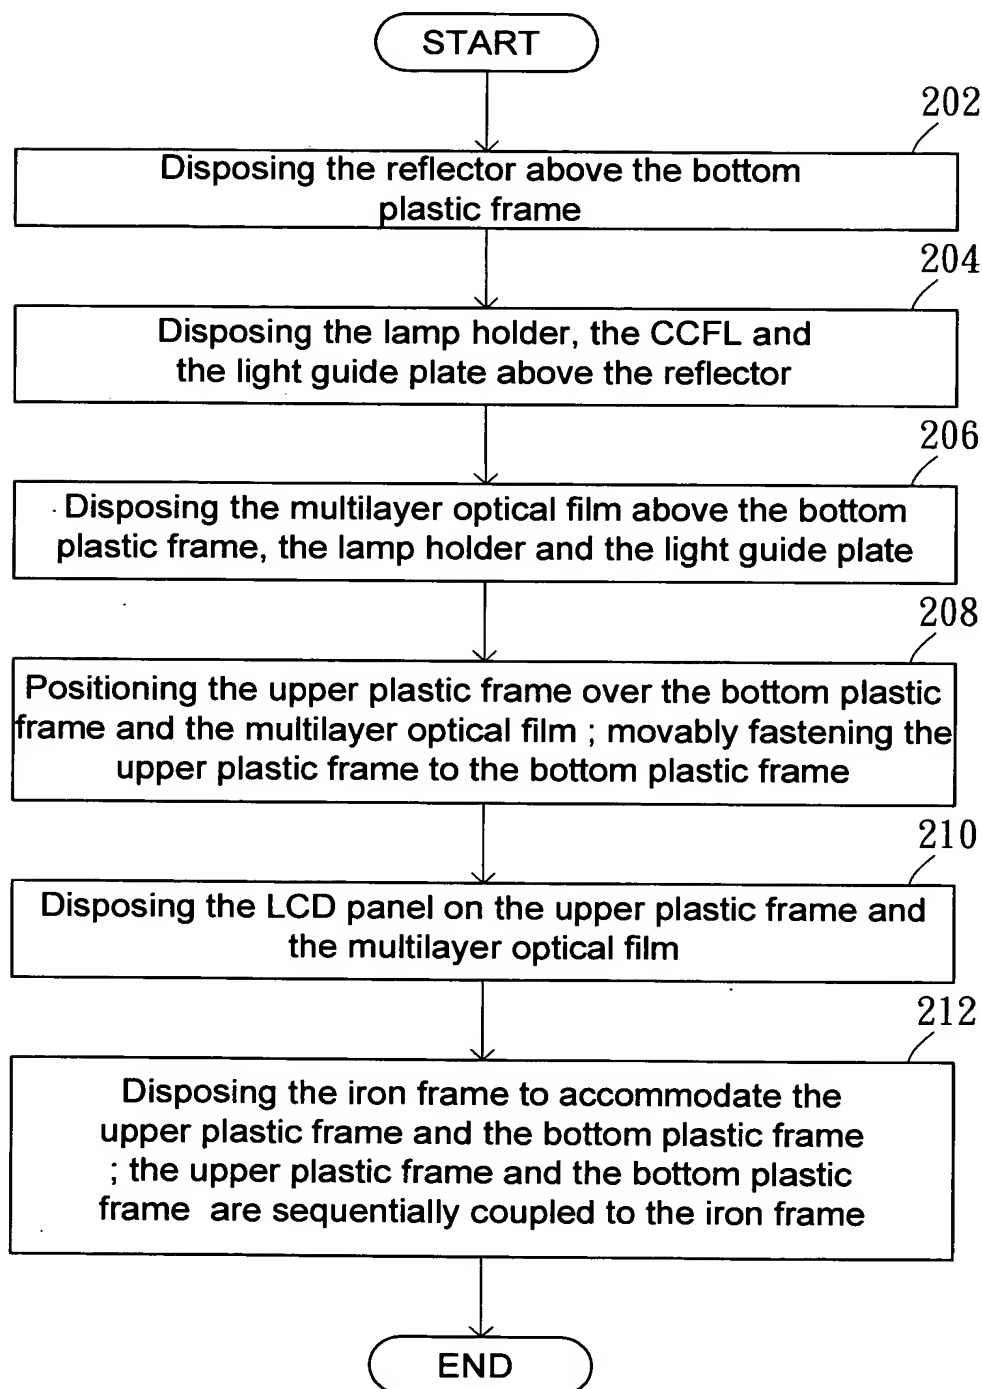 START
202
Disposing the reflector above the bottom
plastic frame
204
Disposing the lamp holder, the CCFL and
the light guide plate above the reflector
206
Disposing the multilayer optical film above the bottom
plastic frame, the lamp holder and the light guide plate
208
Positioning the upper plastic frame over the bottom plastic
frame and the multilayer optical film ; movably fastening the
upper plastic frame to the bottom plastic frame
210
Disposing the LCD panel on the upper plastic frame and
the multilayer optical film
212
Disposing the iron frame to accommodate the
upper plastic frame and the bottom plastic frame
; the upper plastic frame and the bottom plastic
frame are sequentially coupled to the iron frame
END